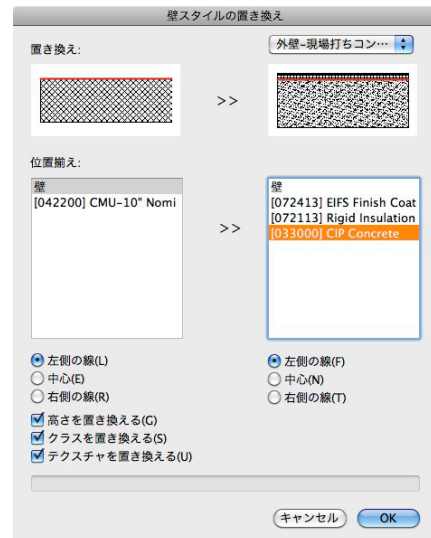 壁スタイルの置き換え
置き換え:
外壁-現場打ちコン…
>>
位置揃え:
壁
[042200] CMU-10" Nomi
>>
壁
[072413] EIFS Finish Coat
[072113] Rigid Insulation
[033000] CIP Concrete
左側の線(L)
中心(E)
右側の線(R)
左側の線(F)
中心(N)
右側の線(T)
高さを置き換える(G)
クラスを置き換える(S)
テクスチャを置き換える(U)
キャンセル
OK